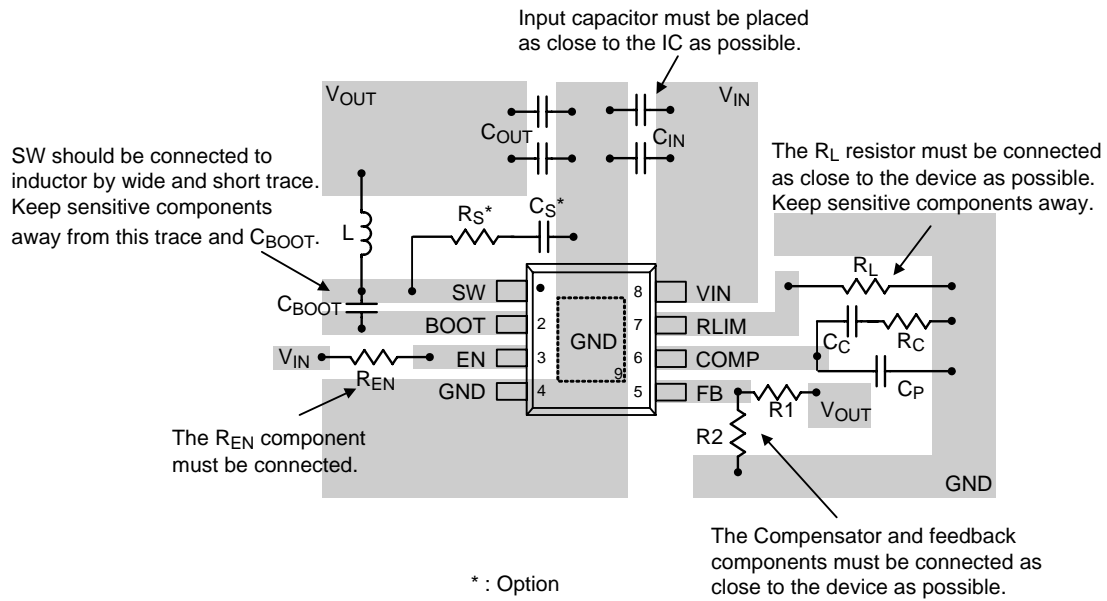 Input capacitor must be placed
as close to the IC as possible.
VOUT
VIN
COUT
CIN
SW should be connected to
inductor by wide and short trace.
Keep sensitive components
away from this trace and CBOOT.
The RL resistor must be connected
as close to the device as possible.
Keep sensitive components away.
L
RS*
CS*
RL
CBOOT
SW
8
VIN
BOOT
2
GND
7
RLIM
CC
RC
VIN
EN
3
6
COMP
REN
9
CP
GND
4
5
FB
R1
VOUT
R2
The REN component
must be connected.
GND
The Compensator and feedback
components must be connected as
close to the device as possible.
* : Option